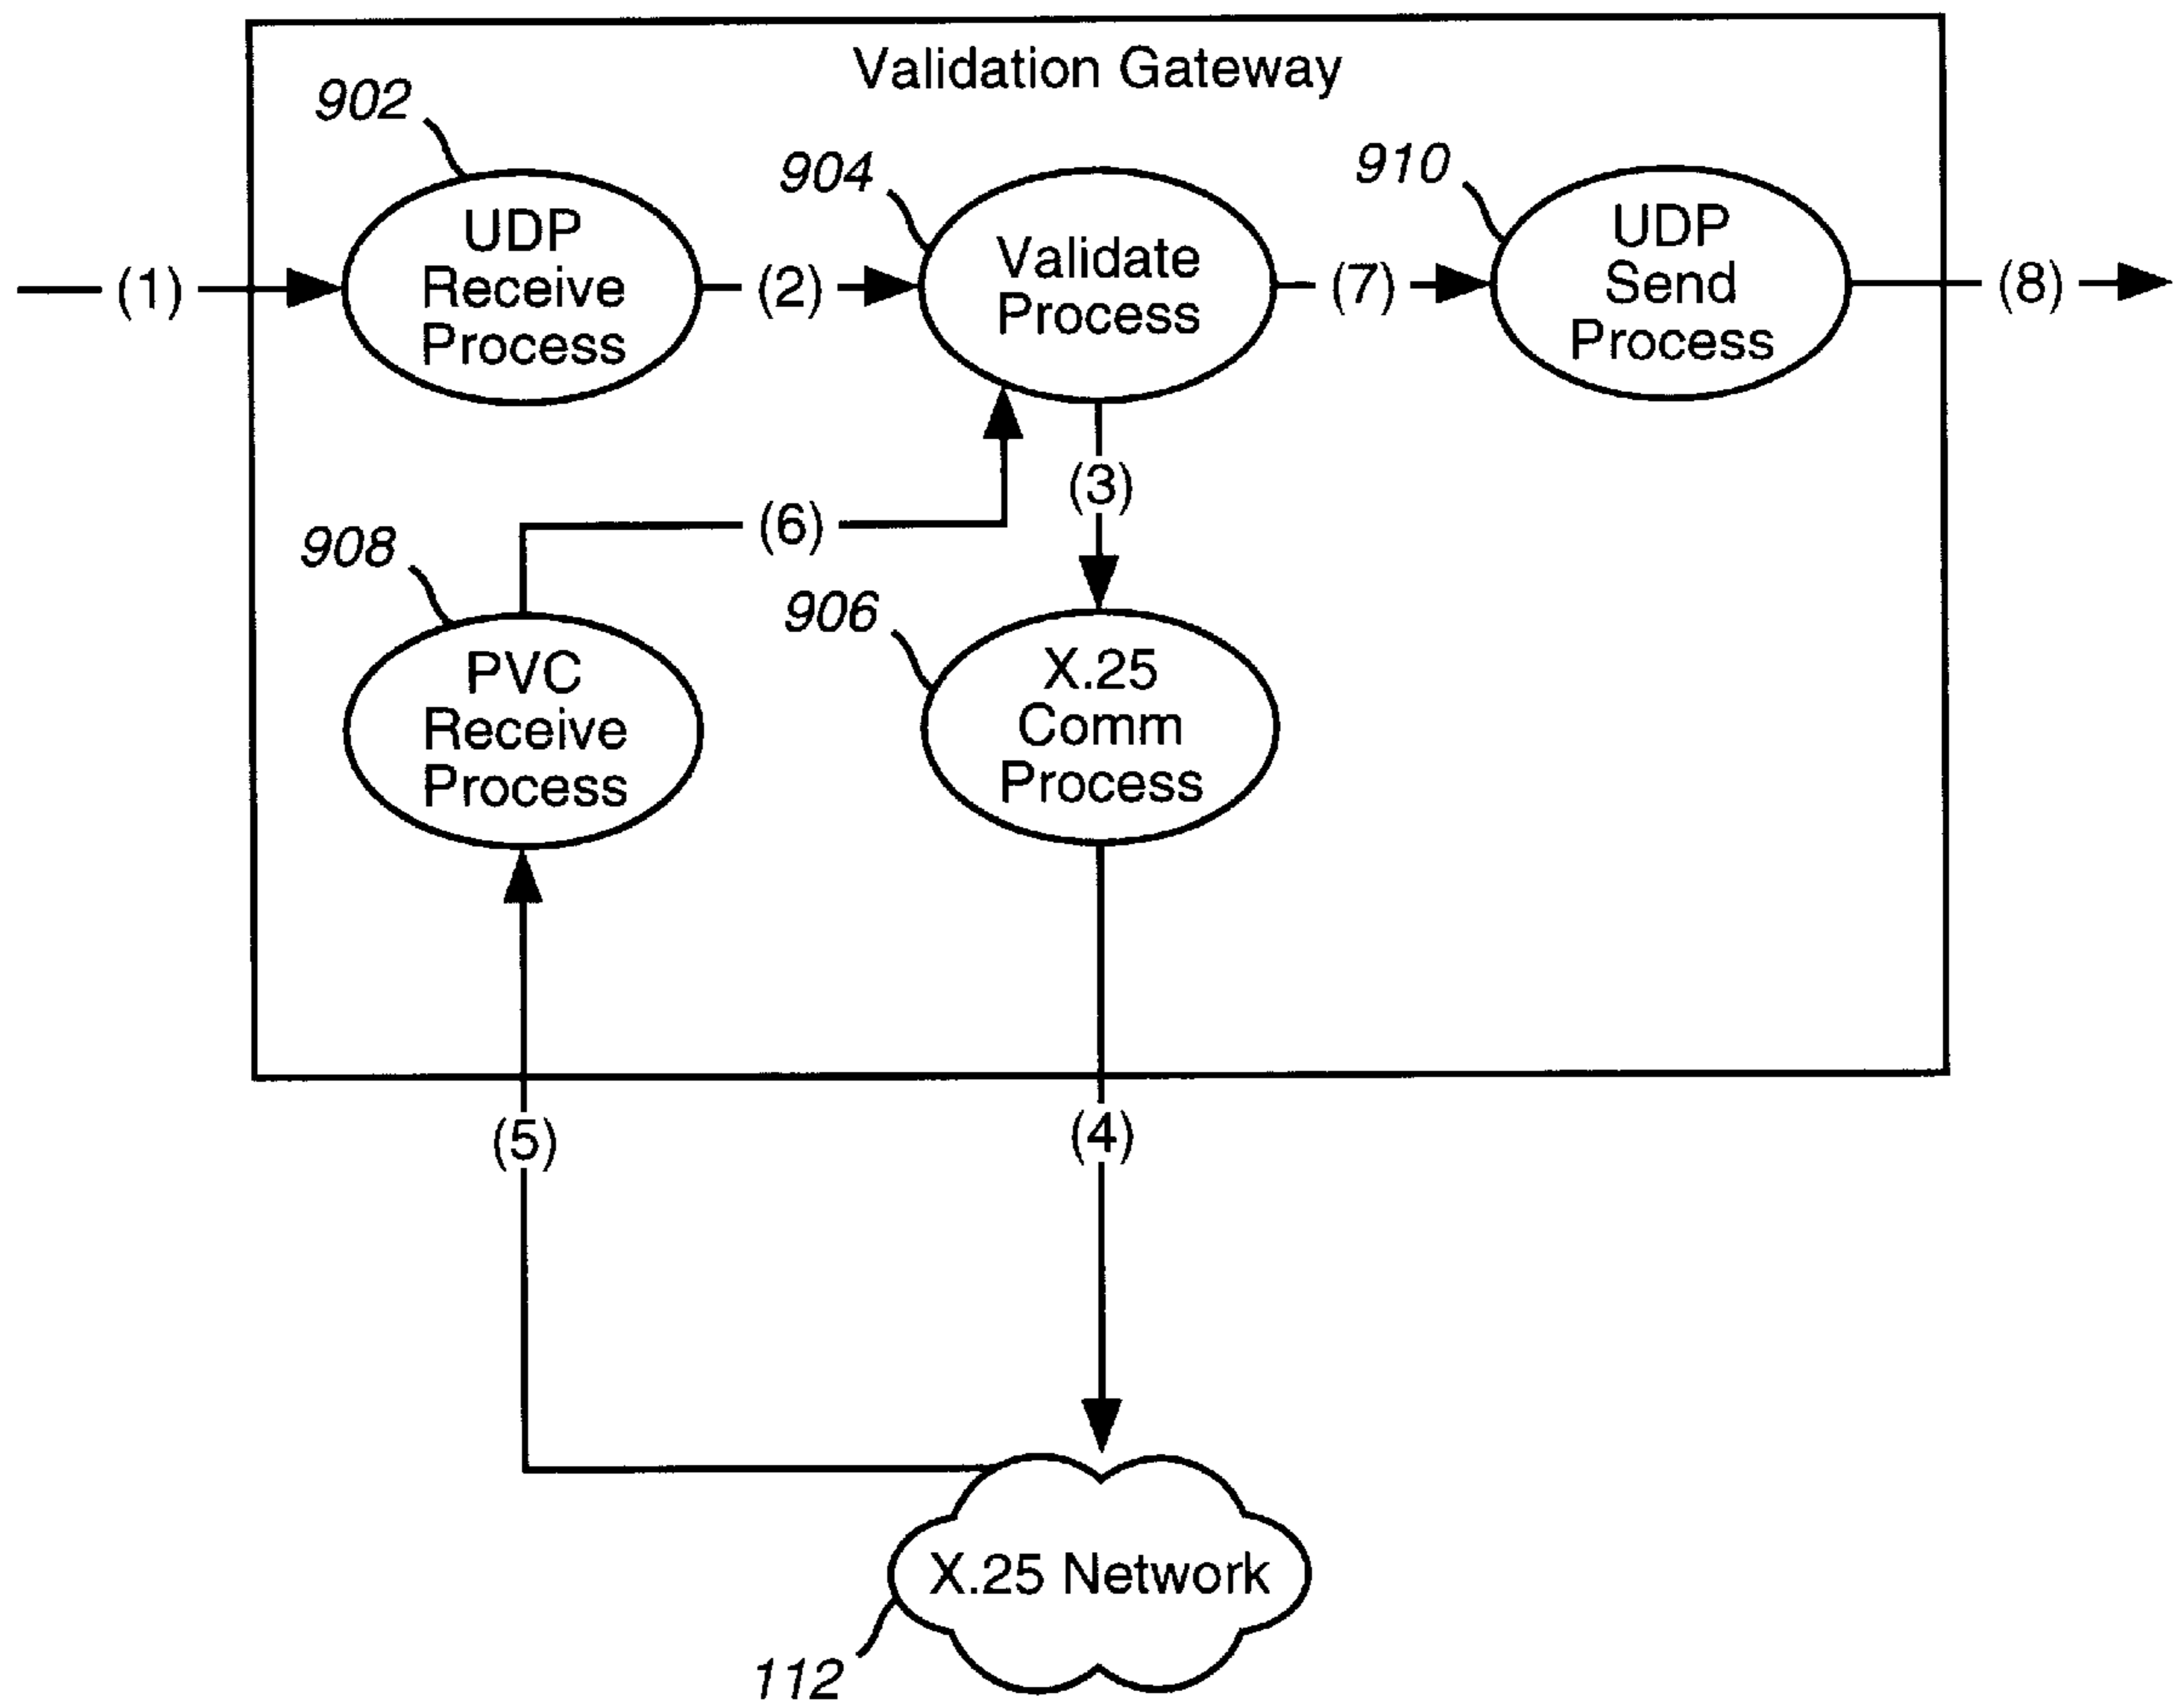 Validation Gateway
902
904
910
UDP
Receive
Process
Validate
Process
UDP
Send
Process
(1)
(2)
(7)
(8)
(3)
(6)
908
906
PVC
Receive
Process
X.25
Comm
Process
(5)
(4)
X.25 Network
112